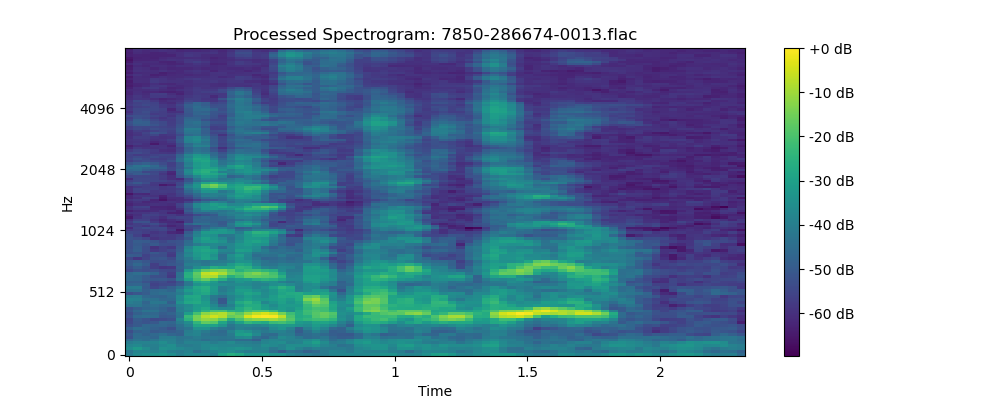 Processed Spectrogram: 7850-286674-0013.flac
+0 dB
-10 dB
-20 dB
-30 dB
-40 dB
-50 dB
-60 dB
4096
2048
1024
512
0
Hz
0
0.5
1
1.5
2
Time